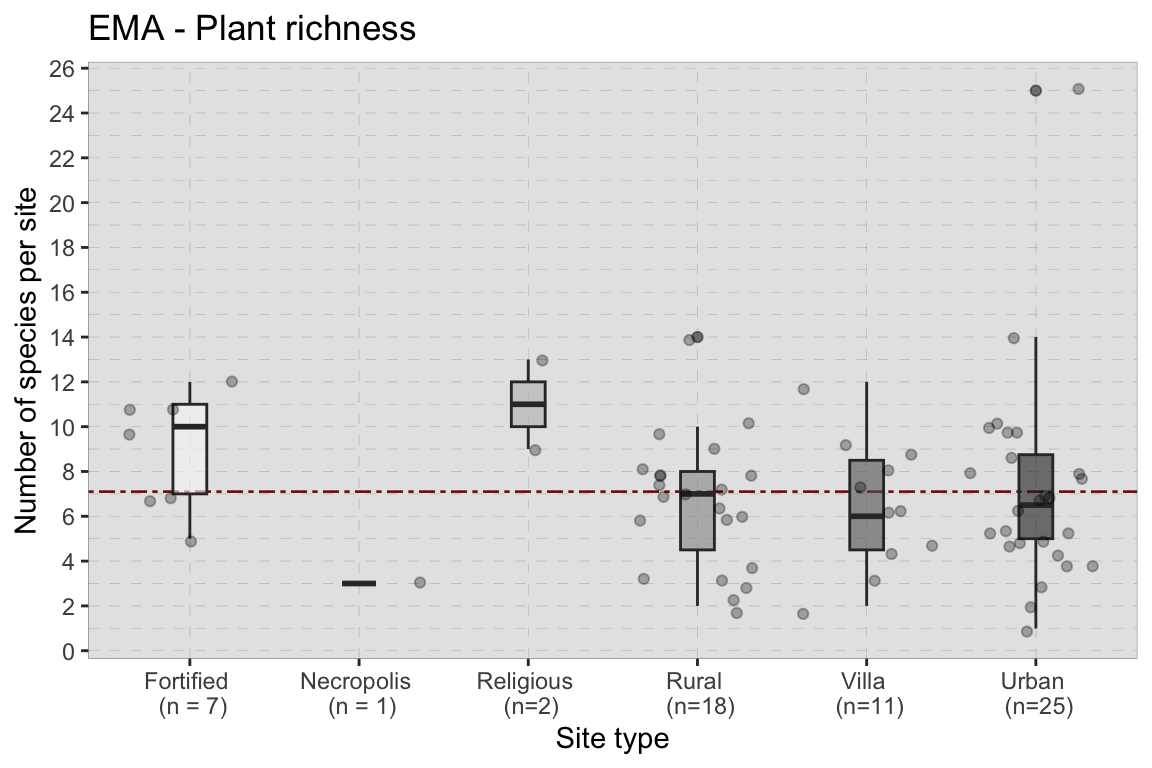 EMA - Plant richness
Number of species per site
26
24
22
20
18
16
14
12
10
8
6
4
2
0
Fortified Necropolis Religious Rural Villa Urban
(n = 7) (n = 1) (n=2) (n=18) (n=11) (n=25)
Site type